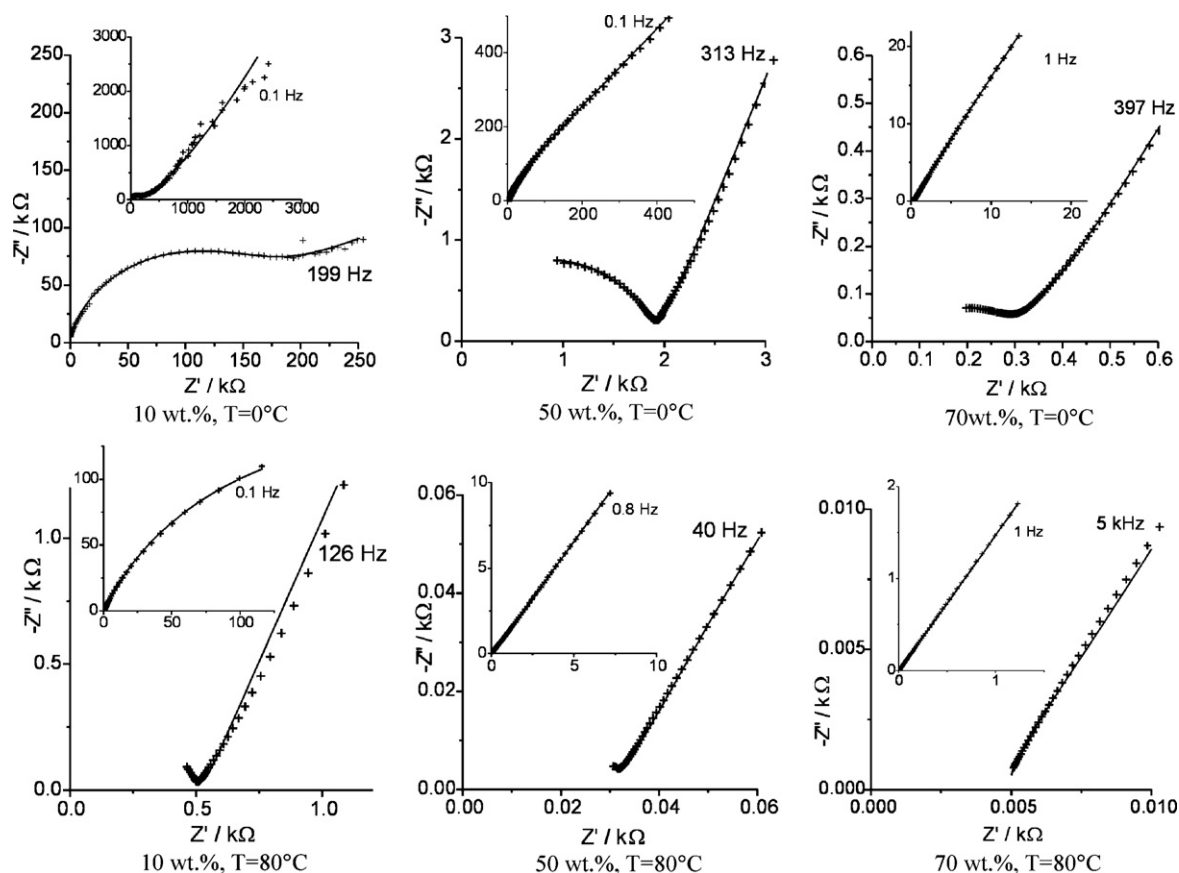 250
200
150
100
50
0
-Z'' / kΩ
0 50 100 150 200 250
Z' / kΩ
199 Hz
3000
2000
1000
0
0 1000 2000 3000
0.1 Hz
10 wt.%, T=0°C
3
2
1
0
-Z'' / kΩ
0 1 2 3
Z' / kΩ
313 Hz
400
200
0
0 200 400
0.1 Hz
50 wt.%, T=0°C
0.6
0.5
0.4
0.3
0.2
0.1
0.0
-Z'' / kΩ
0.0 0.1 0.2 0.3 0.4 0.5 0.6
Z' / kΩ
397 Hz
20
10
0
0 10 20
1 Hz
70wt.%, T=0°C
1.0
0.5
0.0
-Z'' / kΩ
0.0 0.5 1.0
Z' / kΩ
126 Hz
100
75
50
25
0
0 50 100
0.1 Hz
10 wt.%, T=80°C
0.06
0.04
0.02
0.00
-Z'' / kΩ
0.00 0.02 0.04 0.06
Z' / kΩ
40 Hz
10
5
0
0 5 10
0.8 Hz
50 wt.%, T=80°C
0.010
0.005
0.000
-Z'' / kΩ
0.000 0.005 0.010
Z' / kΩ
5 kHz
2
1
0
0 1
1 Hz
70 wt.%, T=80°C